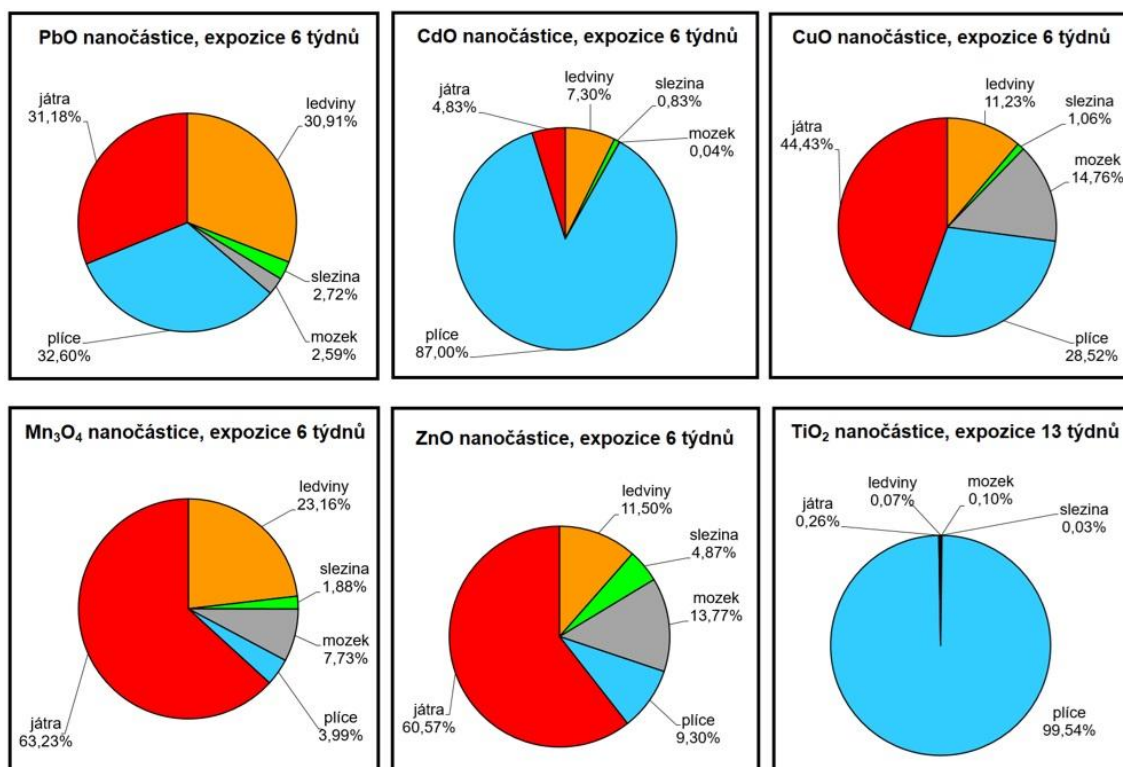 PbO nanočástice, expozice 6 týdnů
játra
31,18%
ledviny
30,91%
slezina
2,72%
mozek
2,59%
plíce
32,60%
CdO nanočástice, expozice 6 týdnů
játra
4,83%
ledviny
7,30%
slezina
0,83%
mozek
0,04%
plíce
87,00%
CuO nanočástice, expozice 6 týdnů
ledviny
11,23%
slezina
1,06%
játra
44,43%
mozek
14,76%
plíce
28,52%
Mn₃O₄ nanočástice, expozice 6 týdnů
ledviny
23,16%
slezina
1,88%
mozek
7,73%
plíce
3,99%
játra
63,23%
ZnO nanočástice, expozice 6 týdnů
ledviny
11,50%
slezina
4,87%
mozek
13,77%
plíce
9,30%
játra
60,57%
TiO₂ nanočástice, expozice 13 týdnů
játra
0,26%
ledviny
0,07%
mozek
0,10%
slezina
0,03%
plíce
99,54%